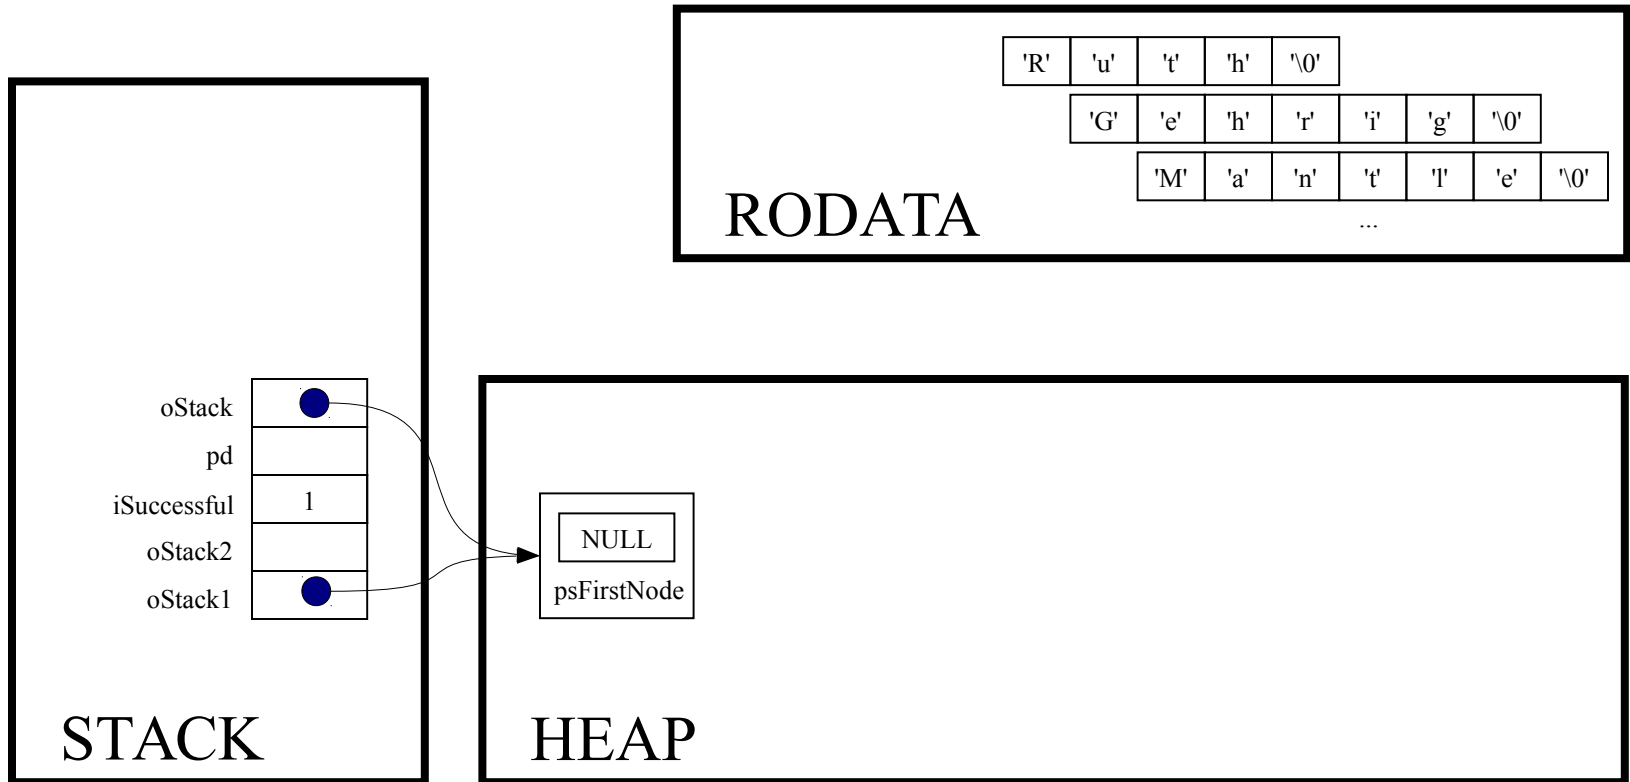 'R' 'u' 't' 'h' '\0'
'G' 'e' 'h' 'r' 'i' 'g' '\0'
'M' 'a' 'n' 't' 'l' 'e' '\0'
...
RODATA
oStack
pd
iSuccessful 1
oStack2
oStack1
STACK
NULL
psFirstNode
HEAP